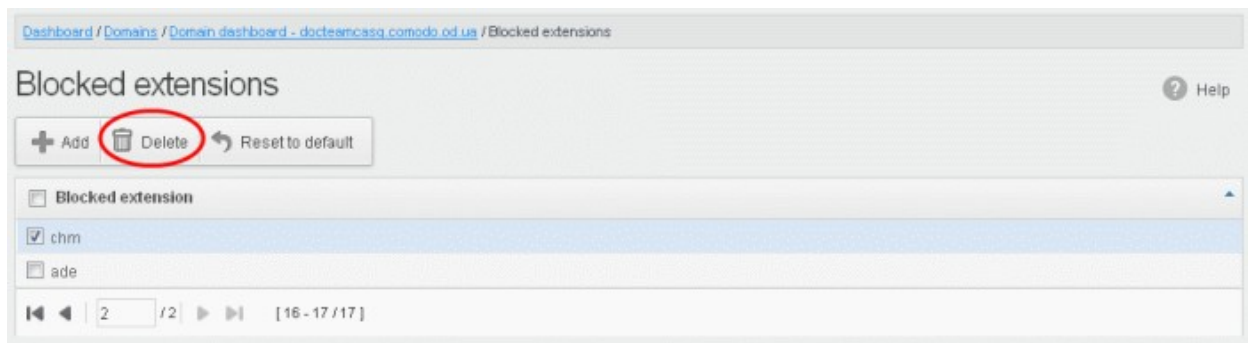 Dashboard / Domains / Domain dashboard - docteamcasg.comodo.od.ua / Blocked extensions
Blocked extensions
Help
Add Delete Reset to default
Blocked extension
chm
ade
2 / 2 [ 16 - 17 / 17 ]